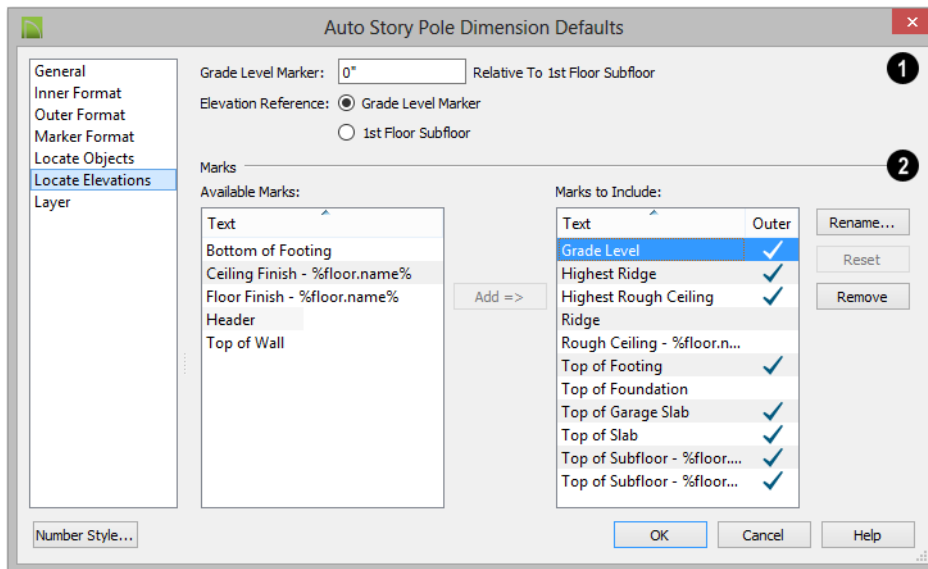 Auto Story Pole Dimension Defaults
General
Inner Format
Outer Format
Marker Format
Locate Objects
Locate Elevations
Layer
Grade Level Marker: 0" Relative To 1st Floor Subfloor
1
Elevation Reference: Grade Level Marker
1st Floor Subfloor
Marks
2
Available Marks:
Text
Bottom of Footing
Ceiling Finish - %floor.name%
Floor Finish - %floor.name%
Header
Top of Wall
Add =>
Marks to Include:
Text Outer
Grade Level
Highest Ridge
Highest Rough Ceiling
Ridge
Rough Ceiling - %floor.n...
Top of Footing
Top of Foundation
Top of Garage Slab
Top of Slab
Top of Subfloor - %floor....
Top of Subfloor - %floor...
Rename...
Reset
Remove
Number Style...
OK Cancel Help